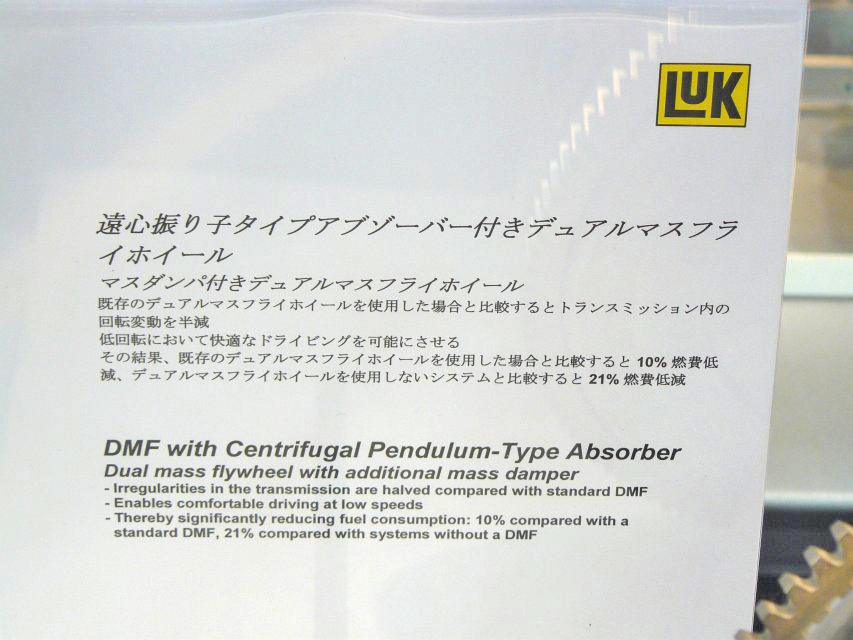 LUK
遠心振り子タイプアブゾーバー付きデュアルマスフラ
イホイール
マスダンパ付きデュアルマスフライホイール
既存のデュアルマスフライホイールを使用した場合と比較するとトランスミッション内の
回転変動を半減
低回転において快適なドライビングを可能にさせる
その結果、既存のデュアルマスフライホイールを使用した場合と比較すると 10% 燃費低
減、デュアルマスフライホイールを使用しないシステムと比較すると 21% 燃費低減
DMF with Centrifugal Pendulum-Type Absorber
Dual mass flywheel with additional mass damper
- Irregularities in the transmission are halved compared with standard DMF
- Enables comfortable driving at low speeds
- Thereby significantly reducing fuel consumption: 10% compared with a
standard DMF, 21% compared with systems without a DMF